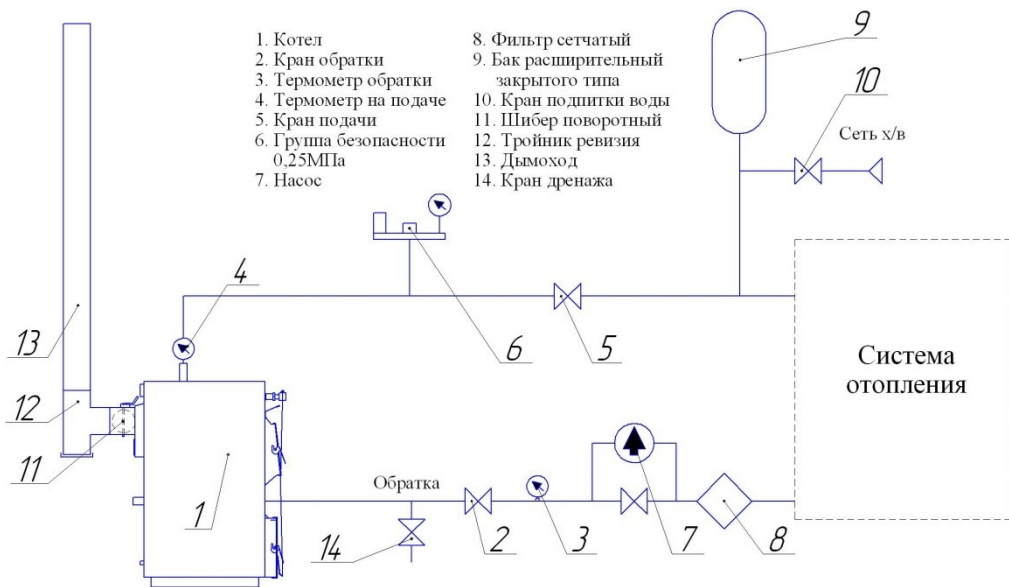 1. Котел
2. Кран обратки
3. Термометр обратки
4. Термометр на подаче
5. Кран подачи
6. Группа безопасности
0,25МПа
7. Насос
8. Фильтр сетчатый
9. Бак расширительный
закрытого типа
10. Кран подпитки воды
11. Шибер поворотный
12. Тройник ревизия
13. Дымоход
14. Кран дренажа
9
10
Сеть х/в
4
13
6
5
Система
отопления
12
11
1
Обратка
14
2
3
7
8